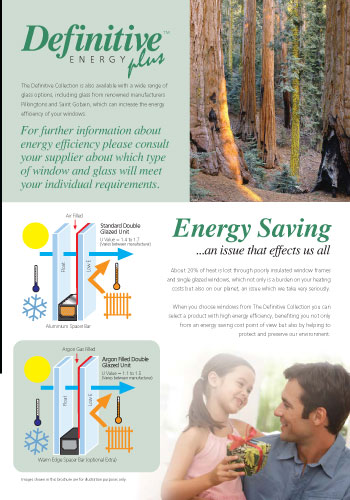 Definitive™
ENERGY plus
The Definitive Collection is also available with a wide range of
glass options, including glass from renowned manufacturers
Pilkingtons and Saint Gobain, which can increase the energy
efficiency of your windows.
For further information about
energy efficiency please consult
your supplier about which type
of window and glass will meet
your individual requirements.
Air Filled
Standard Double
Glazed Unit
U Value = 1.4 to 1.7
(Varies between manufacturer)
Float
Low E
Aluminium Spacer Bar
Energy Saving
...an issue that effects us all
About 20% of heat is lost through poorly insulated window frames
and single glazed windows, which not only is a burden on your heating
costs but also on our planet, an issue which we take very seriously.
When you choose windows from The Definitive Collection you can
select a product with high energy efficiency, benefiting you not only
from an energy saving cost point of view but also by helping to
protect and preserve our environment.
Argon Gas Filled
Argon Filled Double
Glazed Unit
(Varies between manufacturer)
Float
Low E
Warm Edge Spacer Bar (optional Extra)
Images shown in this brochure are for illustration purposes only.